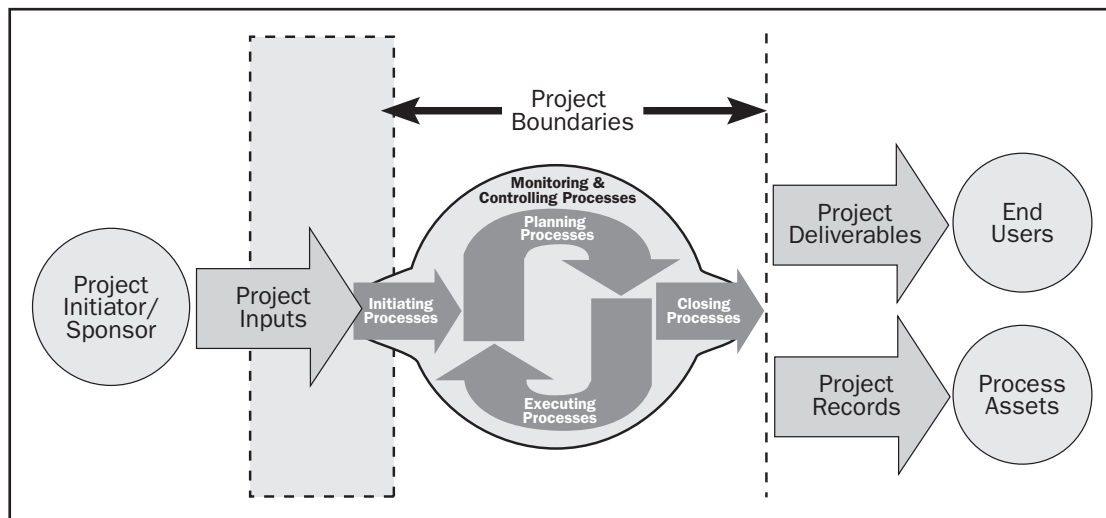 Project
Boundaries
Monitoring &
Controlling Processes
Planning
Processes
Project
Initiator/
Sponsor
Project
Inputs
Initiating
Processes
Executing
Processes
Closing
Processes
Project
Deliverables
End
Users
Project
Records
Process
Assets